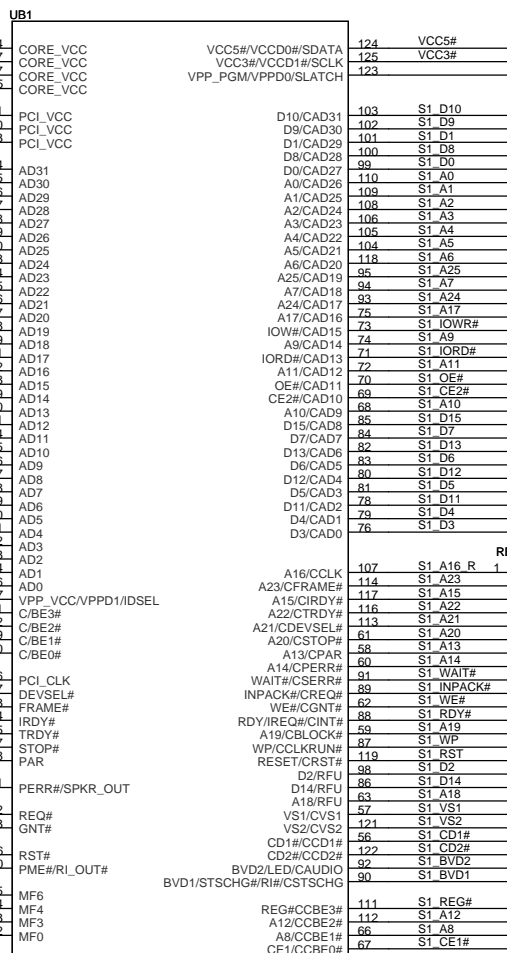 UB1
CORE_VCC
CORE_VCC
CORE_VCC
CORE_VCC
PCI_VCC
PCI_VCC
PCI_VCC
AD31
AD30
AD29
AD28
AD27
AD26
AD25
AD24
AD23
AD22
AD21
AD20
AD19
AD18
AD17
AD16
AD15
AD14
AD13
AD12
AD11
AD10
AD9
AD8
AD7
AD6
AD5
AD4
AD3
AD2
AD1
AD0
VPP_VCC/VPPD1/IDSEL
C/BE3#
C/BE2#
C/BE1#
C/BE0#
PCI_CLK
DEVSEL#
FRAME#
IRDY#
TRDY#
STOP#
PAR
PERR#/SPKR_OUT
REQ#
GNT#
RST#
PME#/RI_OUT#
MF6
MF4
MF3
MF0
VCC5#/VCCD0#/SDATA 124 VCC5#
VCC3#/VCCD1#/SCLK 125 VCC3#
VPP_PGM/VPPD0/SLATCH 123
D10/CAD31 103 S1_D10
D9/CAD30 102 S1_D9
D1/CAD29 101 S1_D1
D8/CAD28 100 S1_D8
D0/CAD27 99 S1_D0
A0/CAD26 110 S1_A0
A1/CAD25 109 S1_A1
A2/CAD24 108 S1_A2
A3/CAD23 106 S1_A3
A4/CAD22 105 S1_A4
A5/CAD21 104 S1_A5
A6/CAD20 118 S1_A6
A25/CAD19 95 S1_A25
A7/CAD18 94 S1_A7
A24/CAD17 93 S1_A24
A17/CAD16 75 S1_A17
IOW#/CAD15 73 S1_IOWR#
A9/CAD14 74 S1_A9
IORD#/CAD13 71 S1_IORD#
A11/CAD12 72 S1_A11
OE#/CAD11 70 S1_OE#
CE2#/CAD10 69 S1_CE2#
A10/CAD9 68 S1_A10
D15/CAD8 85 S1_D15
D7/CAD7 84 S1_D7
D13/CAD6 82 S1_D13
D6/CAD5 83 S1_D6
D12/CAD4 80 S1_D12
D5/CAD3 81 S1_D5
D11/CAD2 78 S1_D11
D4/CAD1 79 S1_D4
D3/CAD0 76 S1_D3
A16/CCLK 107 S1_A16_R 1
A23/CFRAME# 114 S1_A23
A15/CIRDY# 117 S1_A15
A22/CTRDY# 116 S1_A22
A21/CDEVSEL# 113 S1_A21
A20/CSTOP# 61 S1_A20
A13/CPAR 58 S1_A13
A14/CPERR# 60 S1_A14
WAIT#/CSERR# 91 S1_WAIT#
INPACK#/CREQ# 89 S1_INPACK#
WE#/CGNT# 62 S1_WE#
RDY/IREQ#/CINT# 88 S1_RDY#
A19/CBLOCK# 59 S1_A19
WP/CCLKRUN# 87 S1_WP
RESET/CRST# 119 S1_RST
D2/RFU 98 S1_D2
D14/RFU 86 S1_D14
A18/RFU 63 S1_A18
VS1/CVS1 57 S1_VS1
VS2/CVS2 121 S1_VS2
CD1#/CCD1# 56 S1_CD1#
CD2#/CCD2# 122 S1_CD2#
BVD2/LED/CAUDIO 92 S1_BVD2
BVD1/STSCHG#/RI#/CSTSCHG 90 S1_BVD1
REG#CCBE3# 111 S1_REG#
A12/CCBE2# 112 S1_A12
A8/CCBE1# 66 S1_A8
CE1/CCBE0# 67 S1_CE1#